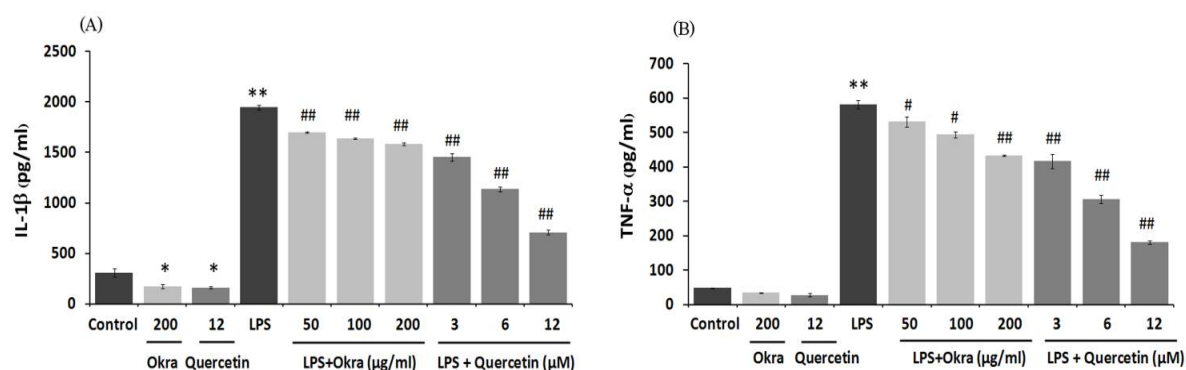 (A)
IL-1β (pg/ml)
2500
2000
1500
1000
500
0
* * ** ## ## ## ## ## ##
Control 200 12 LPS 50 100 200 3 6 12
Okra Quercetin LPS+Okra (µg/ml) LPS + Quercetin (µM)
(B)
TNF-α (pg/ml)
700
600
500
400
300
200
100
0
** # # ## ## ## ##
Control 200 12 LPS 50 100 200 3 6 12
Okra Quercetin LPS+Okra (µg/ml) LPS + Quercetin (µM)